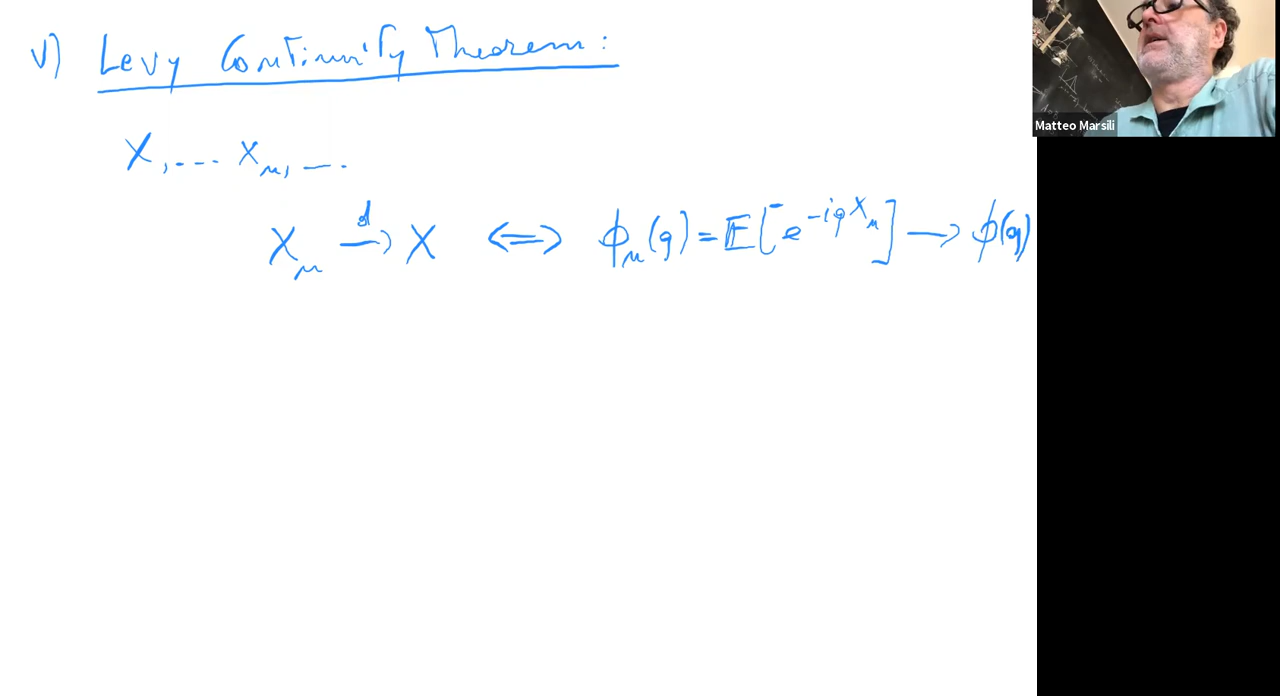 v) Levy Continuity Theorem:
Matteo Marsili
X, ... Xₙ, ...
Xₙ →ᵈ X ⟺ ϕₙ(q) = 𝔼[e^{-iqXₙ}] → ϕ(q)